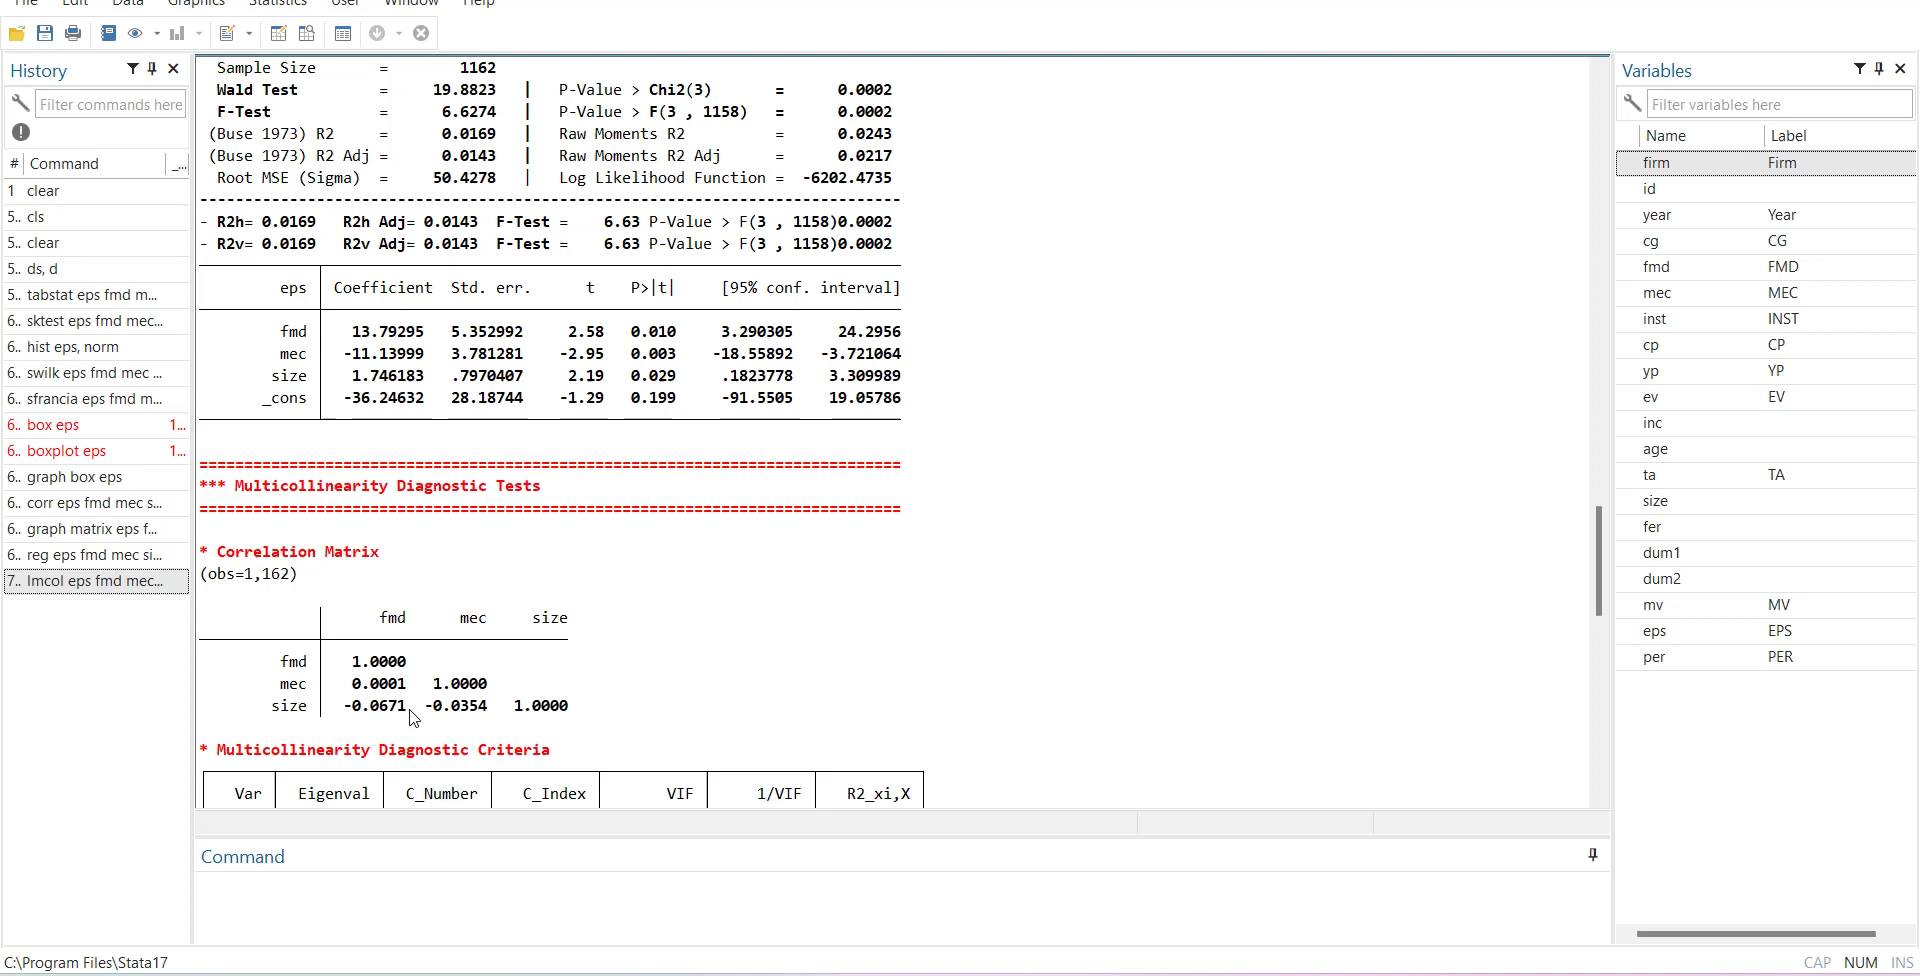 File Edit Data Graphics Statistics User Window Help
History
Filter commands here
# Command _...
1 clear
5.. cls
5.. clear
5.. ds, d
5.. tabstat eps fmd m...
6.. sktest eps fmd mec...
6.. hist eps, norm
6.. swilk eps fmd mec ...
6.. sfrancia eps fmd m...
6.. box eps 1...
6.. boxplot eps 1...
6.. graph box eps
6.. corr eps fmd mec s...
6.. graph matrix eps f...
6.. reg eps fmd mec si...
7.. lmcol eps fmd mec...
Sample Size = 1162
Wald Test = 19.8823 | P-Value > Chi2(3) = 0.0002
F-Test = 6.6274 | P-Value > F(3 , 1158) = 0.0002
(Buse 1973) R2 = 0.0169 | Raw Moments R2 = 0.0243
(Buse 1973) R2 Adj = 0.0143 | Raw Moments R2 Adj = 0.0217
Root MSE (Sigma) = 50.4278 | Log Likelihood Function = -6202.4735
------------------------------------------------------------------------------
- R2h= 0.0169 R2h Adj= 0.0143 F-Test = 6.63 P-Value > F(3 , 1158)0.0002
- R2v= 0.0169 R2v Adj= 0.0143 F-Test = 6.63 P-Value > F(3 , 1158)0.0002
eps Coefficient Std. err. t P>|t| [95% conf. interval]
fmd 13.79295 5.352992 2.58 0.010 3.290305 24.2956
mec -11.13999 3.781281 -2.95 0.003 -18.55892 -3.721064
size 1.746183 .7970407 2.19 0.029 .1823778 3.309989
_cons -36.24632 28.18744 -1.29 0.199 -91.5505 19.05786
==============================================================================
*** Multicollinearity Diagnostic Tests
==============================================================================
* Correlation Matrix
(obs=1,162)
fmd mec size
fmd 1.0000
mec 0.0001 1.0000
size -0.0671 -0.0354 1.0000
* Multicollinearity Diagnostic Criteria
Var Eigenval C_Number C_Index VIF 1/VIF R2_xi,X
Command
Variables
Filter variables here
Name Label
firm Firm
id
year Year
cg CG
fmd FMD
mec MEC
inst INST
cp CP
yp YP
ev EV
inc
age
ta TA
size
fer
dum1
dum2
mv MV
eps EPS
per PER
C:\Program Files\Stata17
CAP NUM INS